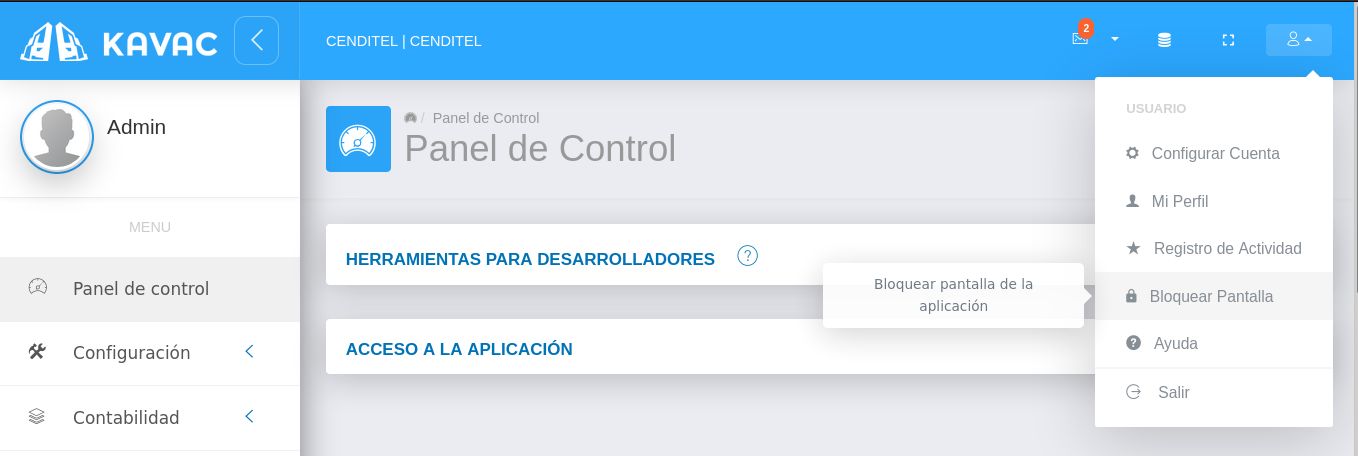 KAVAC
CENDITEL | CENDITEL
2
Admin
MENU
Panel de control
Configuración
Contabilidad
/ Panel de Control
Panel de Control
HERRAMIENTAS PARA DESARROLLADORES ?
ACCESO A LA APLICACIÓN
Bloquear pantalla de la
aplicación
USUARIO
Configurar Cuenta
Mi Perfil
Registro de Actividad
Bloquear Pantalla
Ayuda
Salir